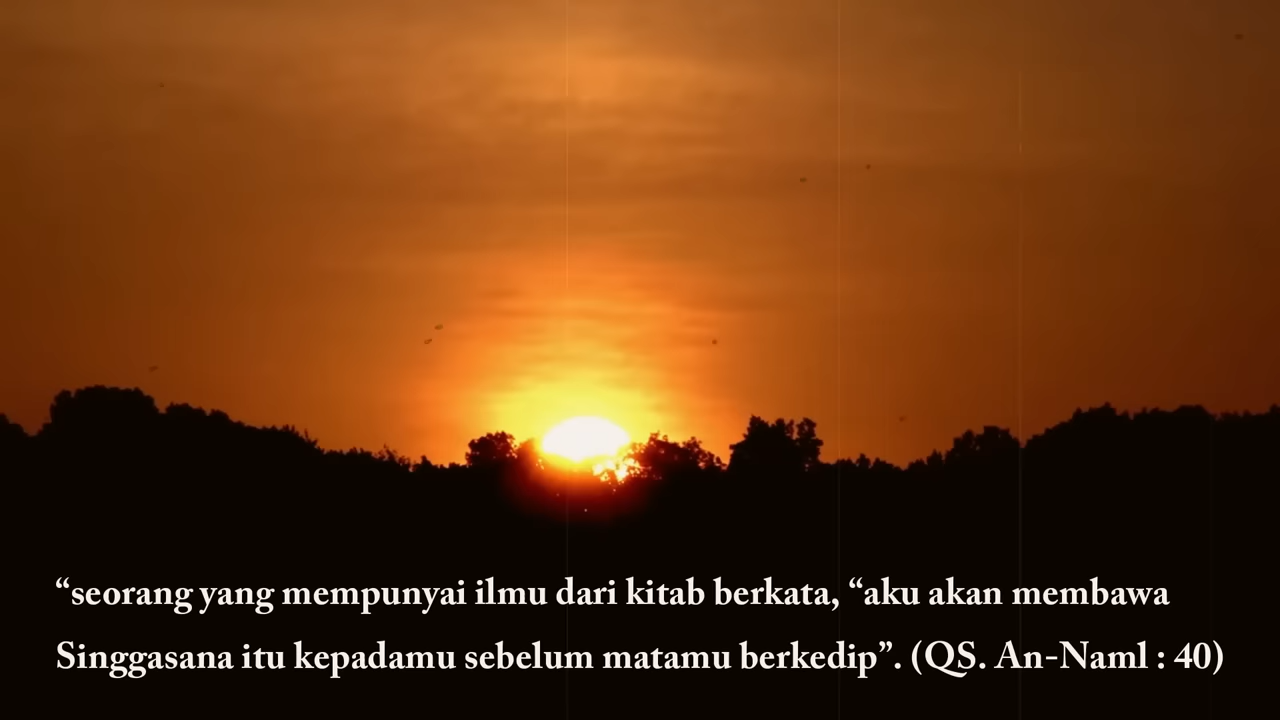 “seorang yang mempunyai ilmu dari kitab berkata, “aku akan membawa
Singgasana itu kepadamu sebelum matamu berkedip”. (QS. An-Naml : 40)